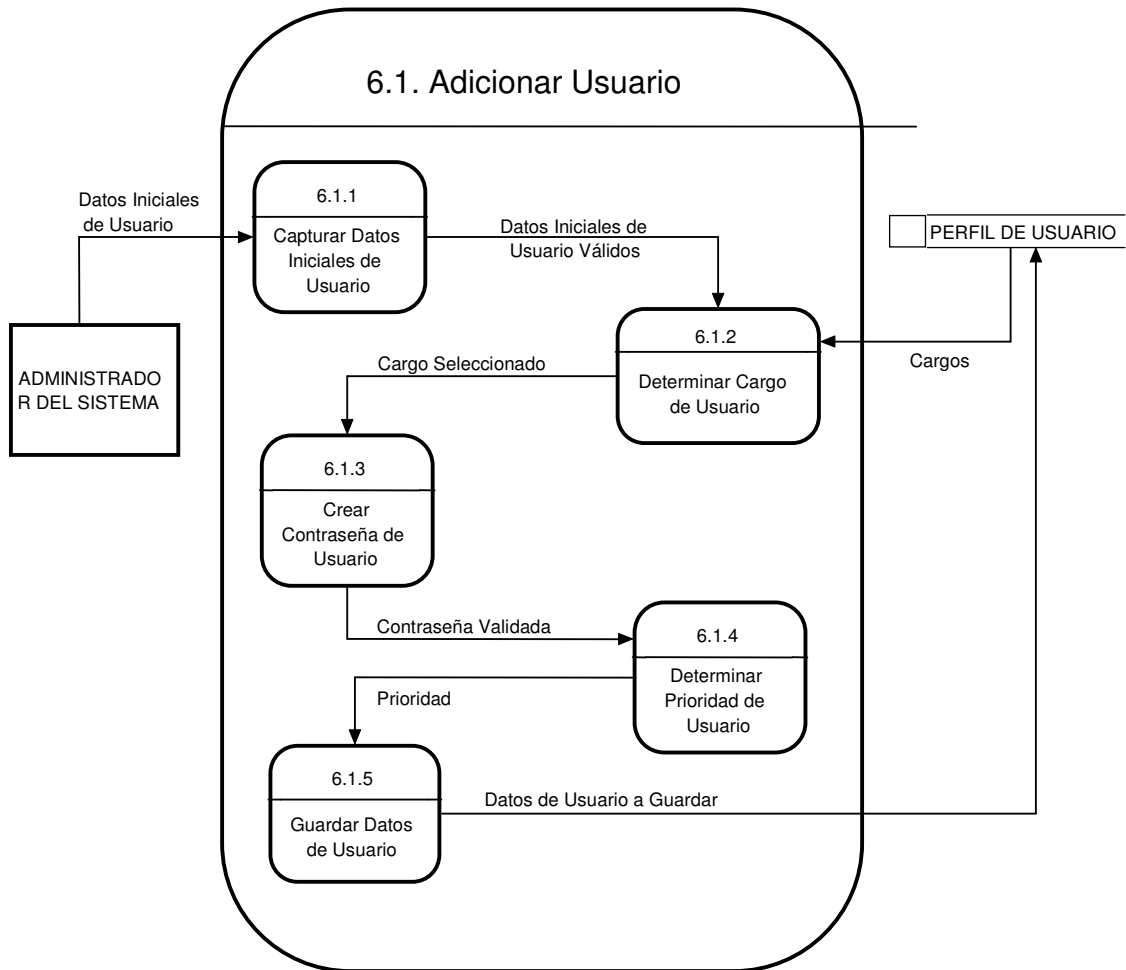 6.1. Adicionar Usuario
Datos Iniciales
de Usuario
6.1.1
Capturar Datos
Iniciales de
Usuario
Datos Iniciales de
Usuario Válidos
PERFIL DE USUARIO
ADMINISTRADO
R DEL SISTEMA
6.1.2
Determinar Cargo
de Usuario
Cargos
Cargo Seleccionado
6.1.3
Crear
Contraseña de
Usuario
Contraseña Validada
6.1.4
Determinar
Prioridad de
Usuario
Prioridad
6.1.5
Guardar Datos
de Usuario
Datos de Usuario a Guardar